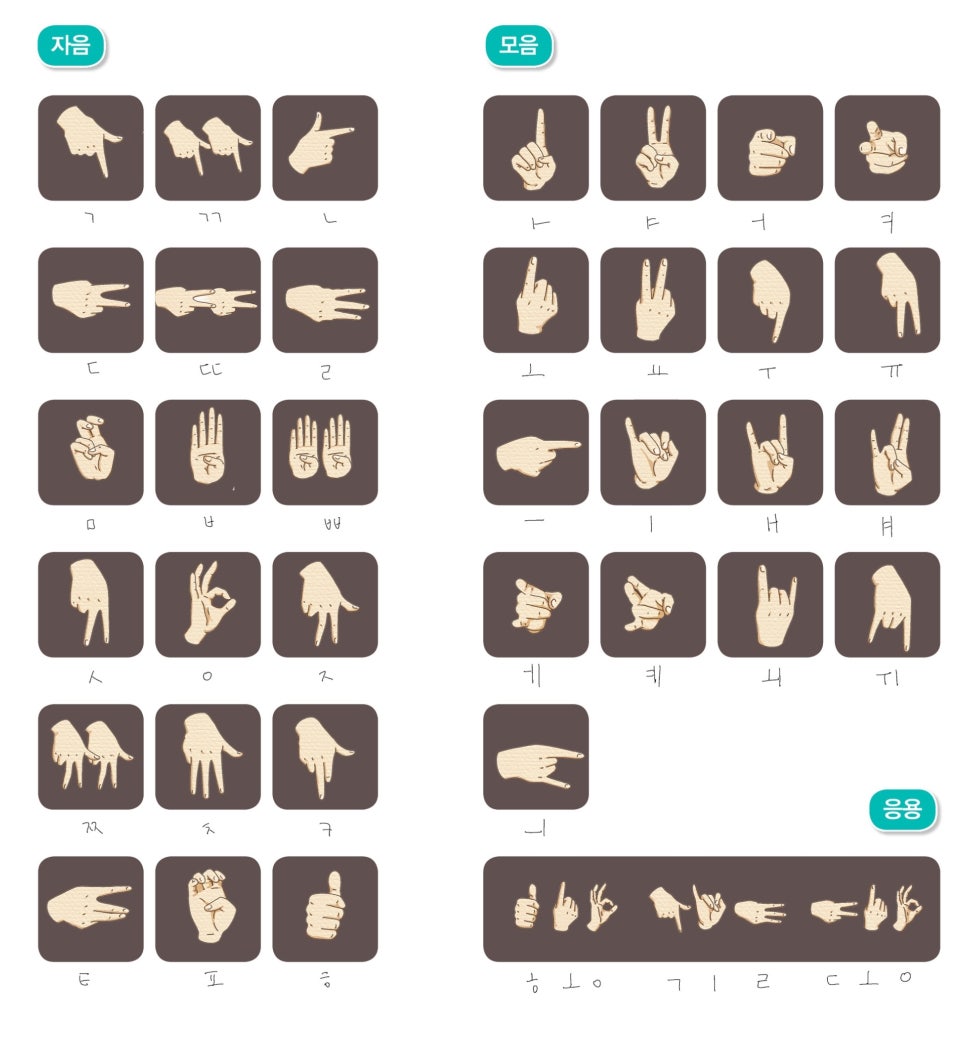 자음
ㄱ ㄲ ㄴ
ㄷ ㄸ ㄹ
ㅁ ㅂ ㅃ
ㅅ ㅇ ㅈ
ㅉ ㅊ ㅋ
ㅌ ㅍ ㅎ
모음
ㅏ ㅑ ㅓ ㅕ
ㅗ ㅛ ㅜ ㅠ
ㅡ ㅣ ㅐ ㅒ
ㅔ ㅖ ㅚ ㅟ
ㅢ
응용
ㅎ ㅗ ㅇ ㄱ ㅣ ㄹ ㄷ ㅗ ㅇ